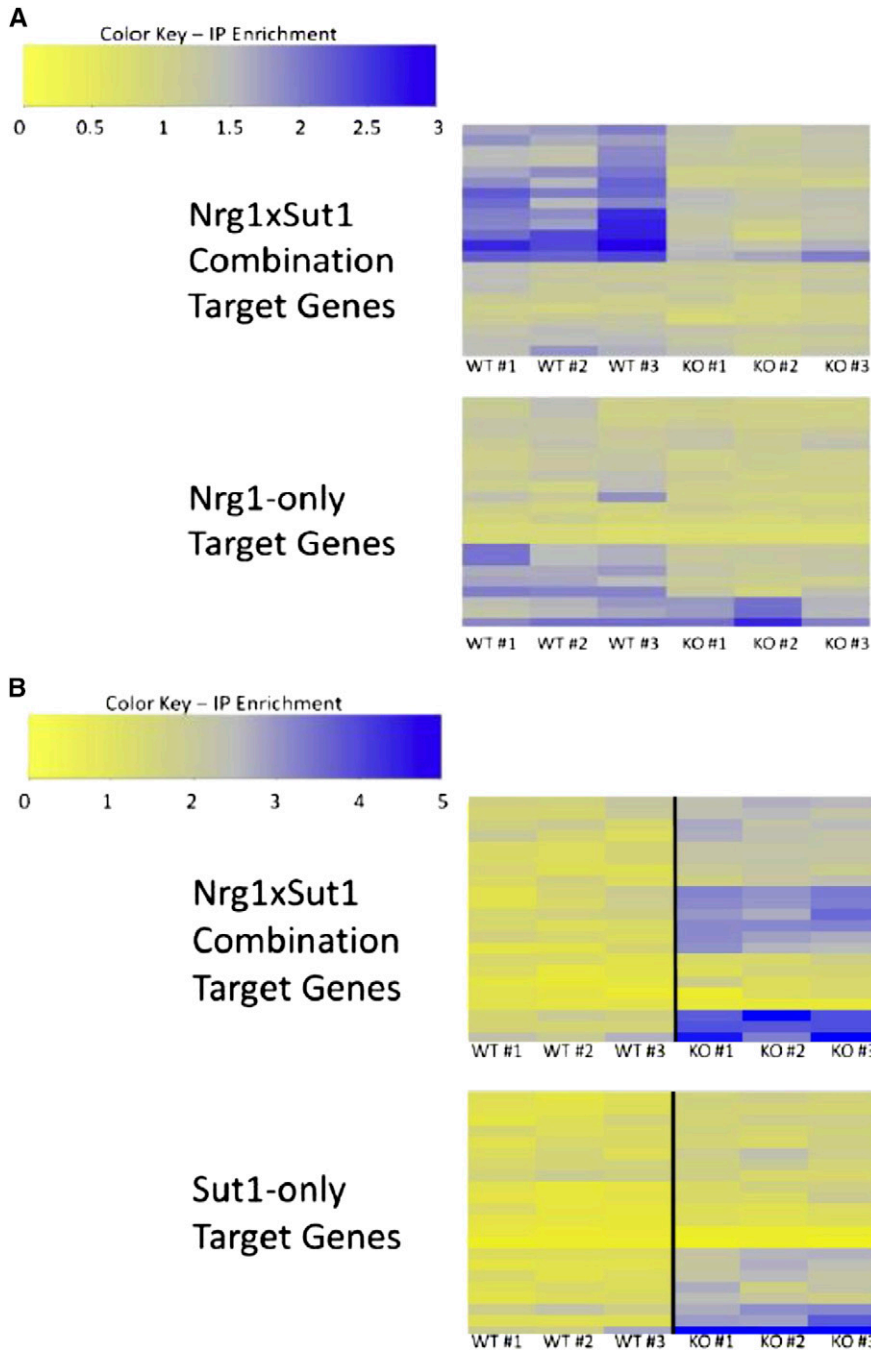 A
Color Key – IP Enrichment
0 0.5 1 1.5 2 2.5 3
Nrg1xSut1
Combination
Target Genes
WT #1 WT #2 WT #3 KO #1 KO #2 KO #3
Nrg1-only
Target Genes
WT #1 WT #2 WT #3 KO #1 KO #2 KO #3
B
Color Key – IP Enrichment
0 1 2 3 4 5
Nrg1xSut1
Combination
Target Genes
WT #1 WT #2 WT #3 KO #1 KO #2 KO #3
Sut1-only
Target Genes
WT #1 WT #2 WT #3 KO #1 KO #2 KO #3